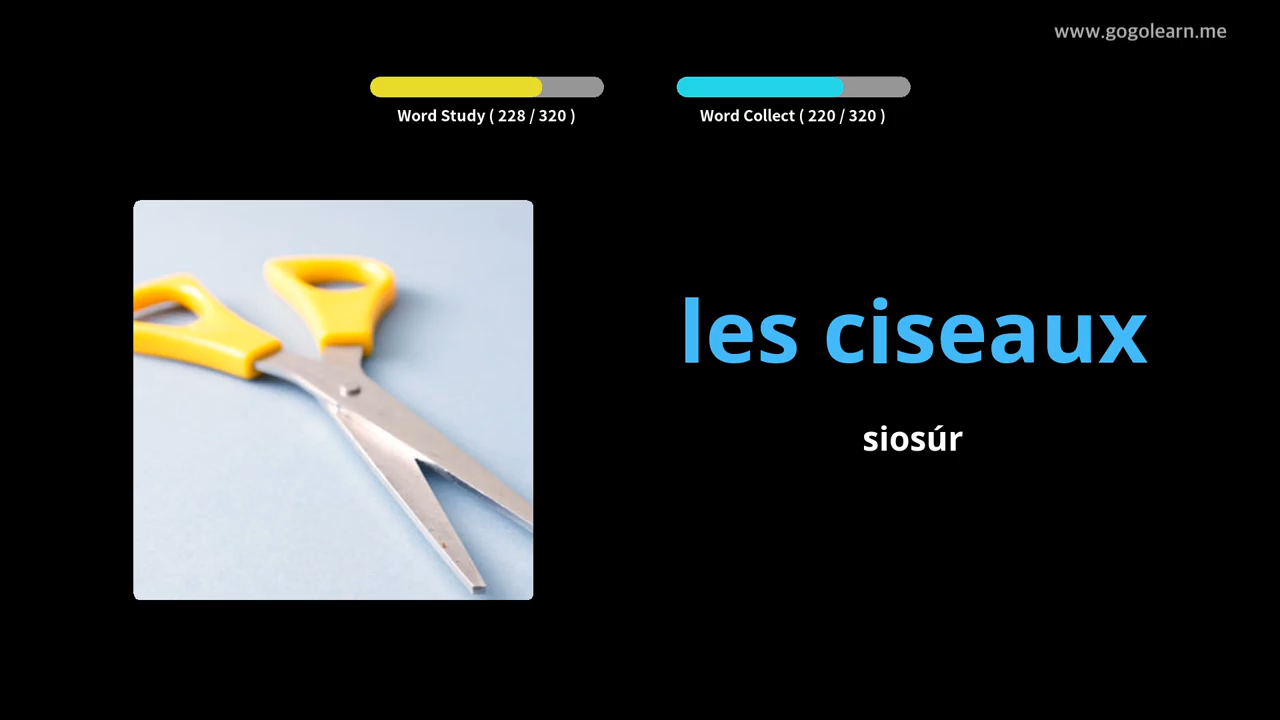 www.gogolearn.me
Word Study ( 228 / 320 )
Word Collect ( 220 / 320 )
les ciseaux
siosúr